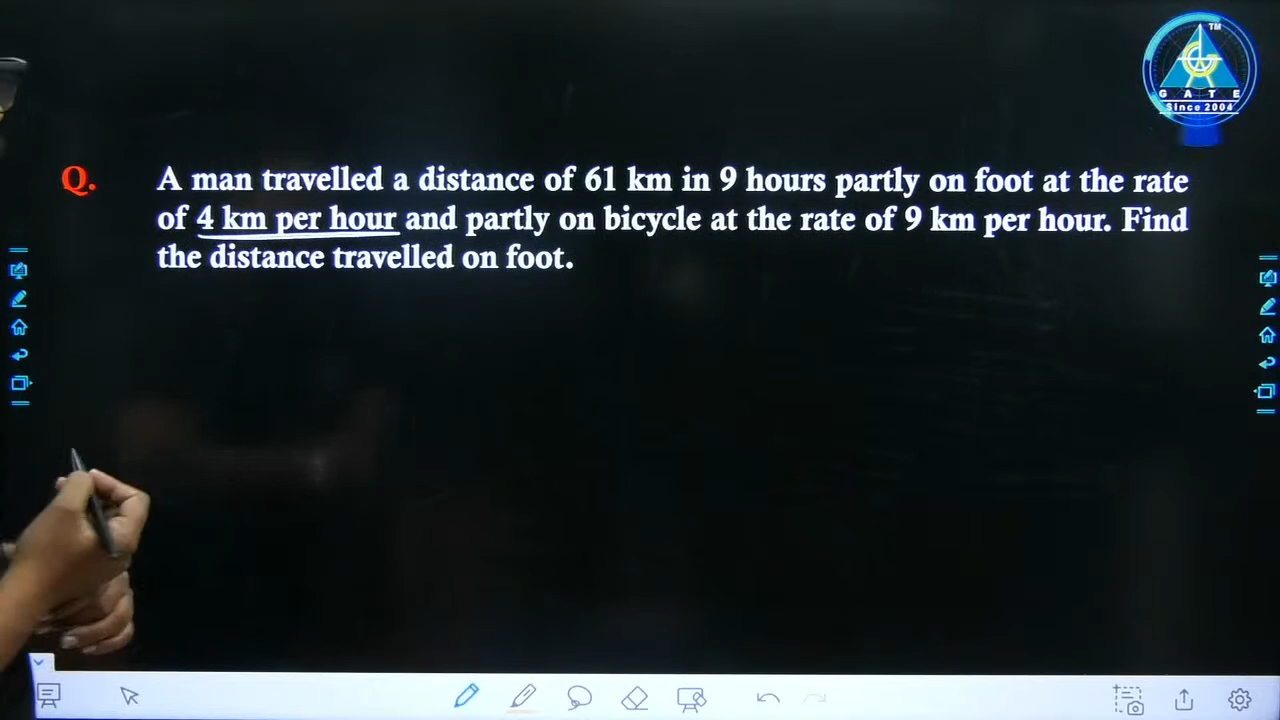 TM
G A T E
Since 2004
Q. A man travelled a distance of 61 km in 9 hours partly on foot at the rate
of 4 km per hour and partly on bicycle at the rate of 9 km per hour. Find
the distance travelled on foot.